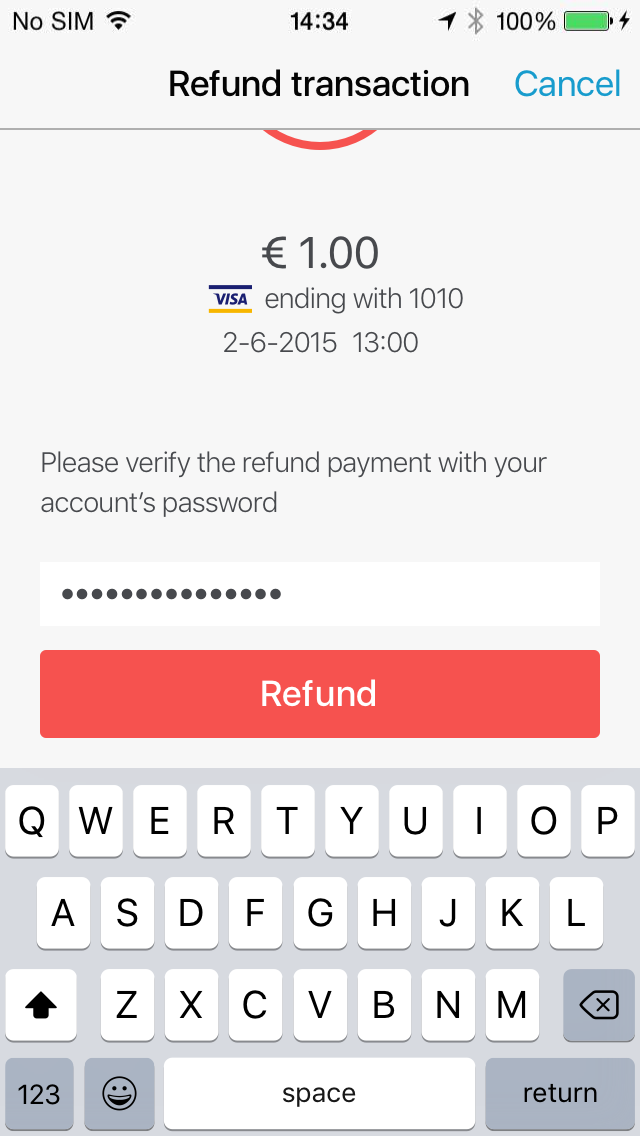 No SIM 14:34 100%
Refund transaction Cancel
€ 1.00
VISA ending with 1010
2-6-2015 13:00
Please verify the refund payment with your
account's password
•••••••••••••••
Refund
Q W E R T Y U I O P
A S D F G H J K L
Z X C V B N M
123 space return